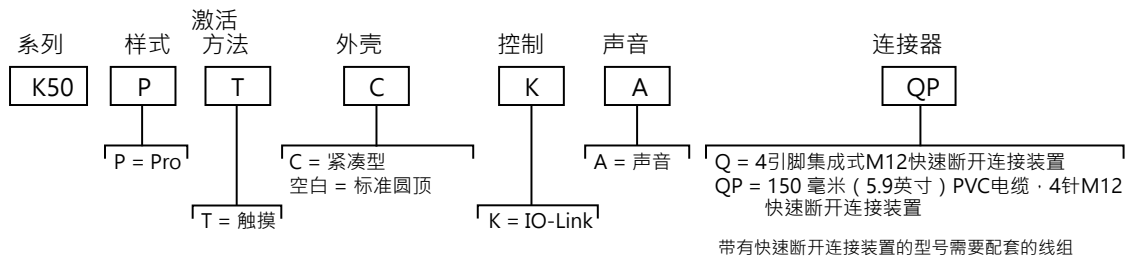 系列
样式
激活
方法
外壳
控制
声音
连接器
K50
P
T
C
K
A
QP
P = Pro
T = 触摸
C = 紧凑型
空白 = 标准圆顶
K = IO-Link
A = 声音
Q = 4引脚集成式M12快速断开连接装置
QP = 150 毫米（5.9英寸）PVC电�，4针M12
快速断开连接装置
带有快速断开连接装置的型号需要配套的线组